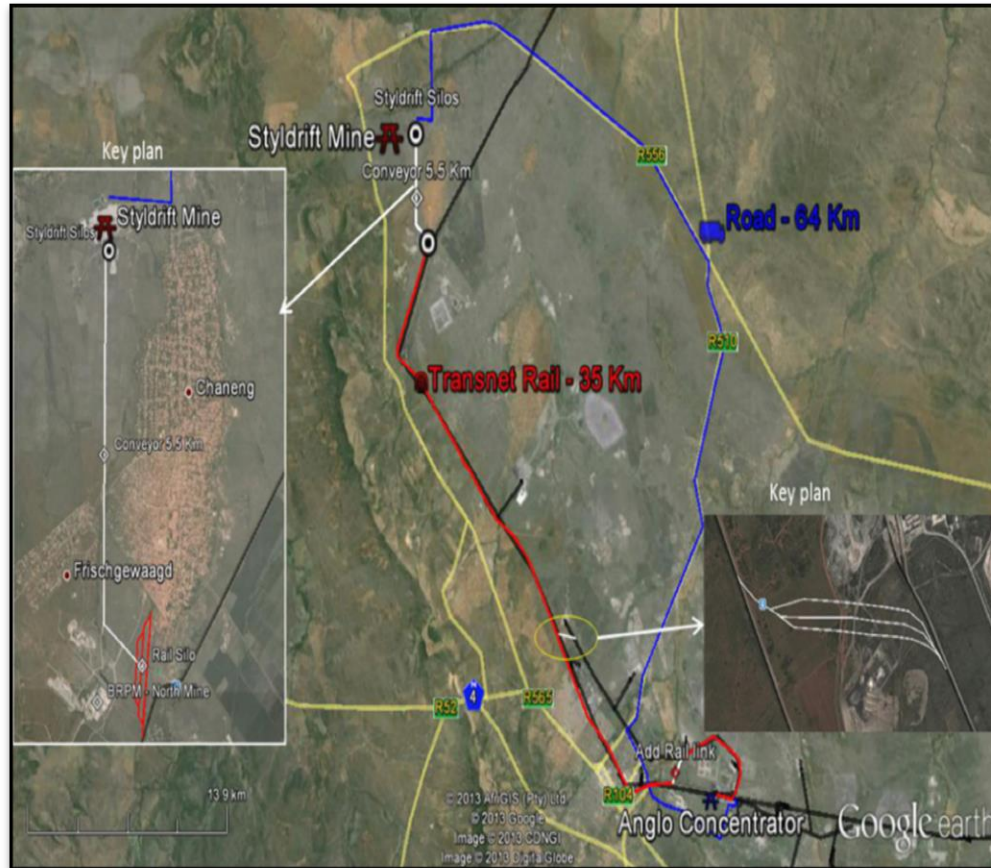 Styldrift Silos
Styldrift Mine
Conveyor 5.5 Km
R556
Road - 64 Km
R510
Transnet Rail - 35 Km
Key plan
Styldrift Mine
Styldrift Silos
Chaneng
Conveyor 5.5 Km
Frischgewaagd
Rail Silo
BRPM - North Mine
Key plan
R52
4
R565
Add Rail link
R104
Anglo Concentrator
13.9 km
© 2013 AfriGIS (Pty) Ltd.
© 2013 Google
Image © 2013 CDNGI
Image © 2013 Digital Globe
Google earth